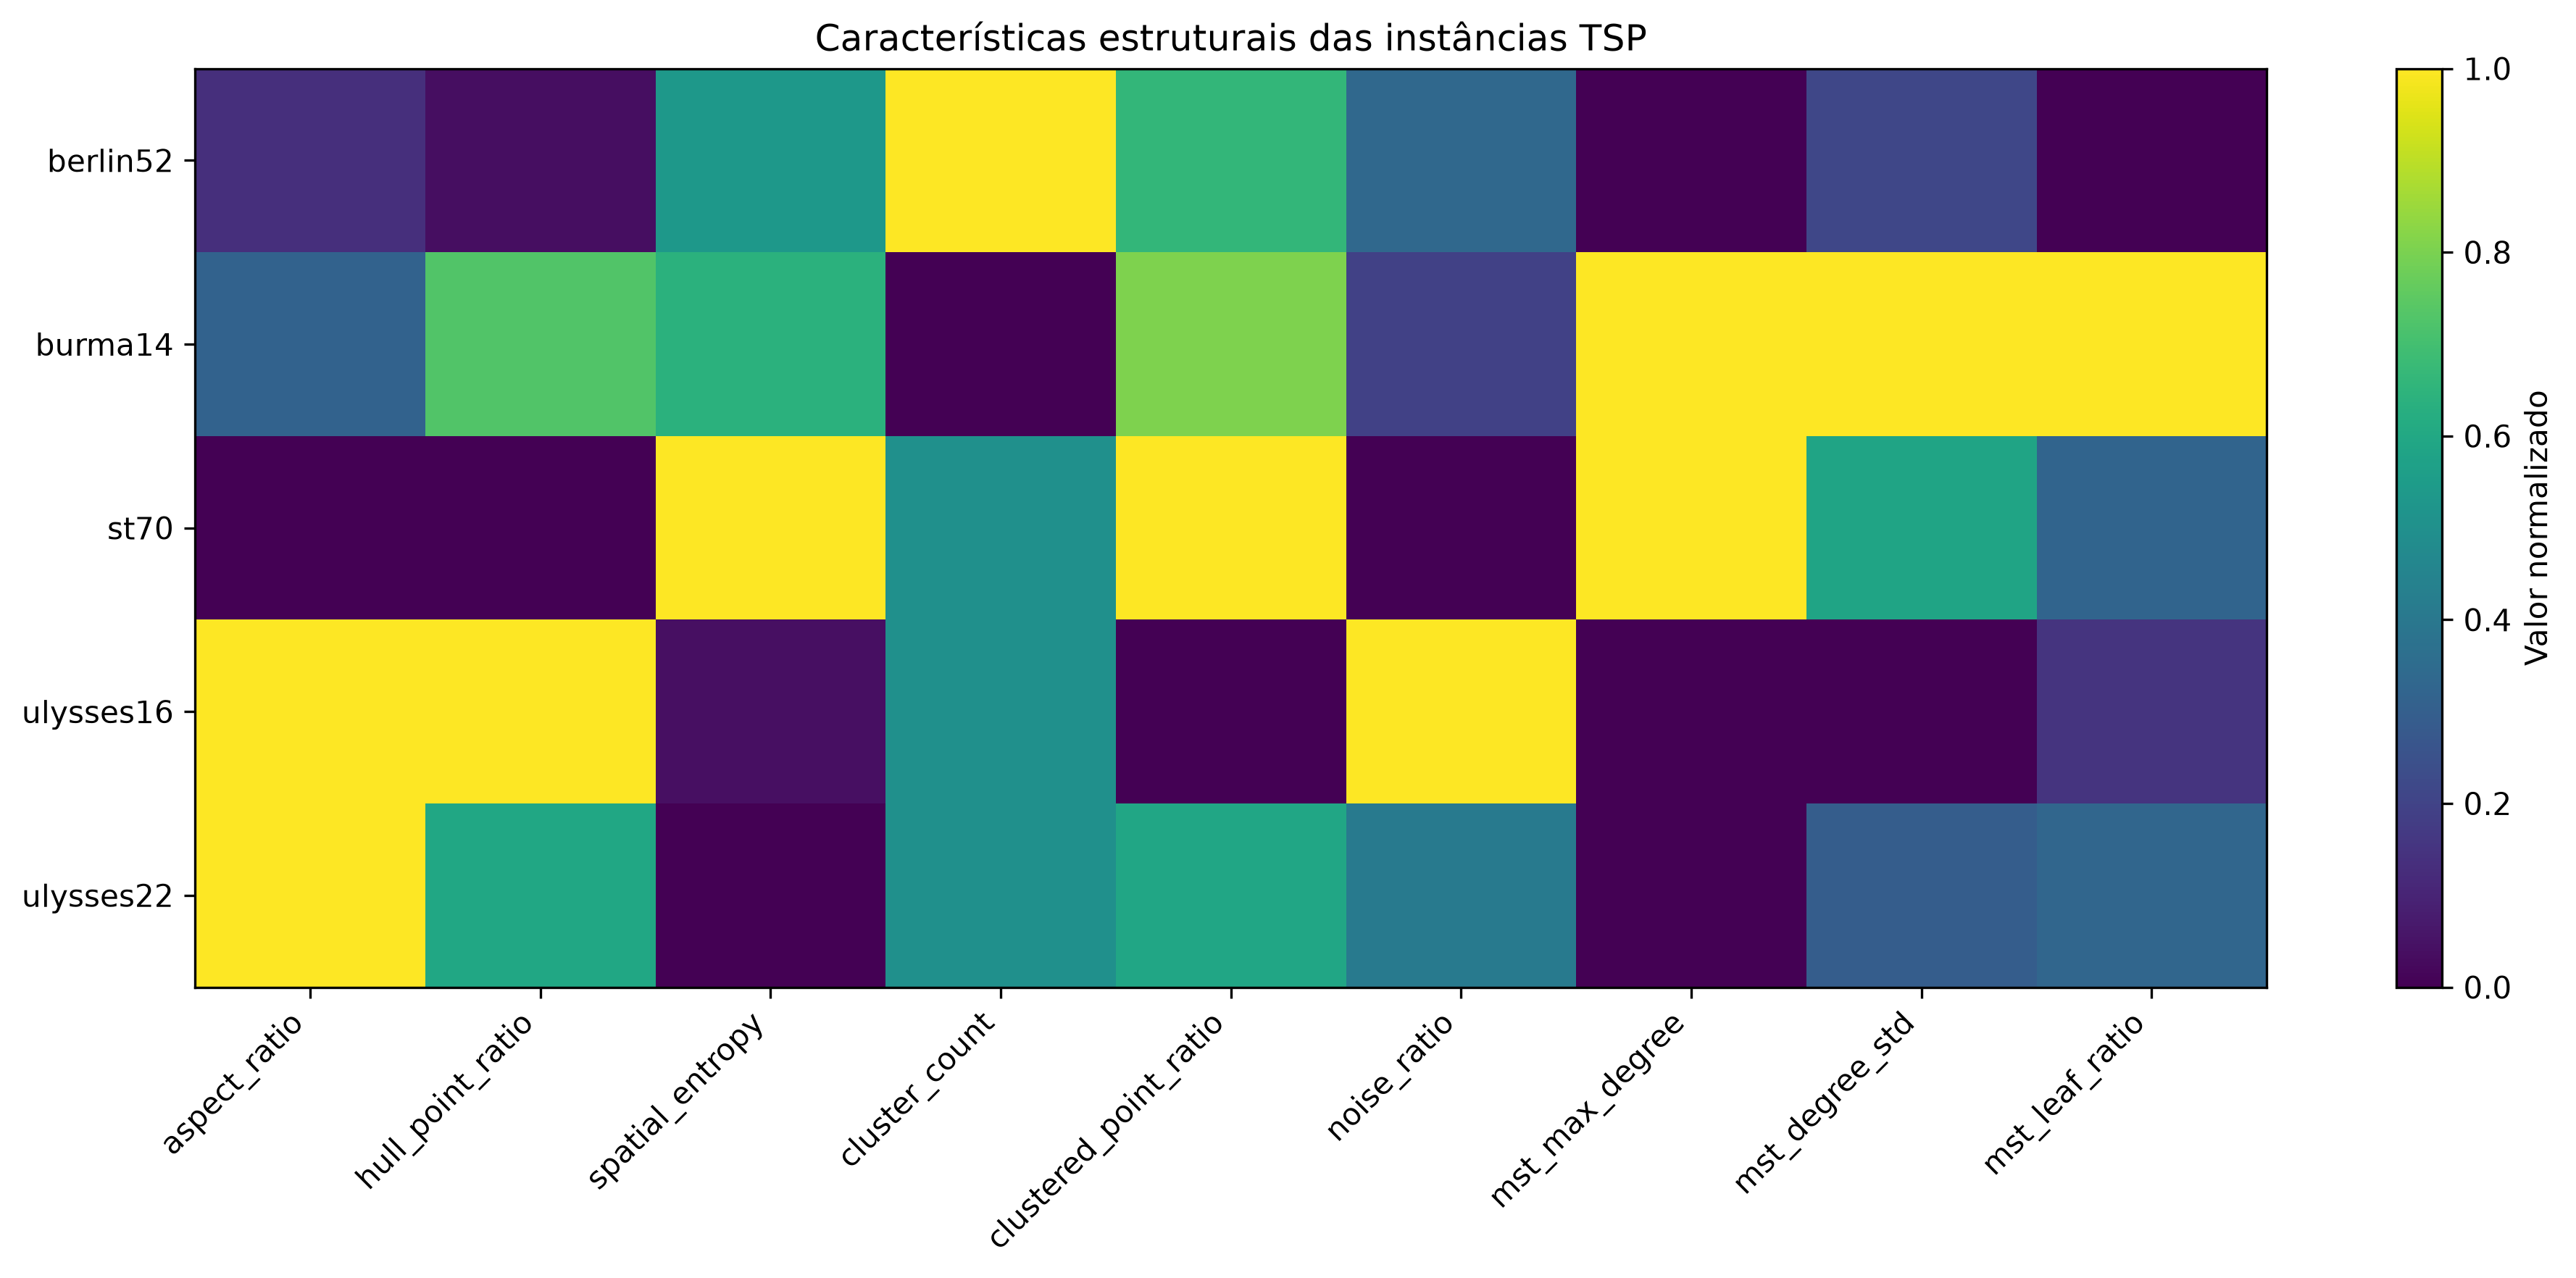 Características estruturais das instâncias TSP
berlin52
burma14
st70
ulysses16
ulysses22
aspect_ratio
hull_point_ratio
spatial_entropy
cluster_count
clustered_point_ratio
noise_ratio
mst_max_degree
mst_degree_std
mst_leaf_ratio
1.0
0.8
0.6
0.4
0.2
0.0
Valor normalizado